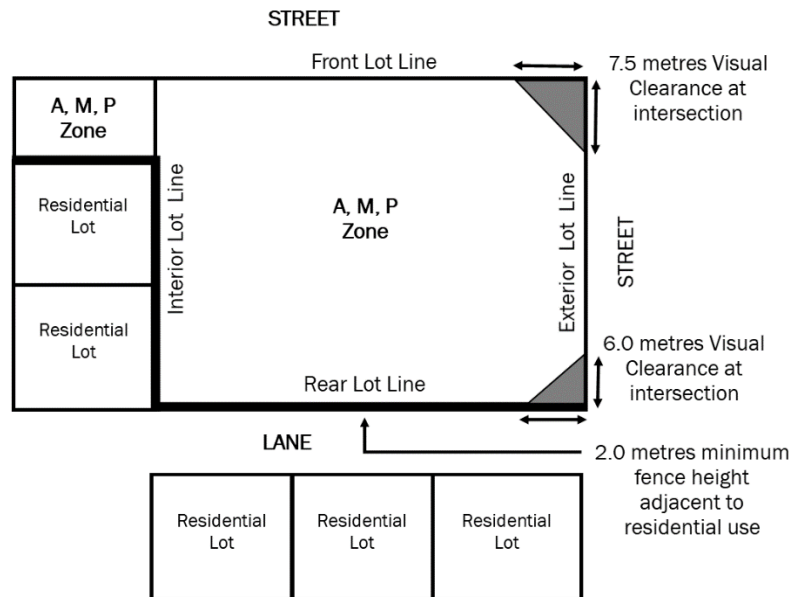 STREET
Front Lot Line
7.5 metres Visual
Clearance at
intersection
A, M, P
Zone
Residential
Lot
Interior Lot Line
A, M, P
Zone
Exterior Lot Line
STREET
Residential
Lot
6.0 metres Visual
Clearance at
intersection
Rear Lot Line
LANE
2.0 metres minimum
fence height
adjacent to
residential use
Residential
Lot
Residential
Lot
Residential
Lot